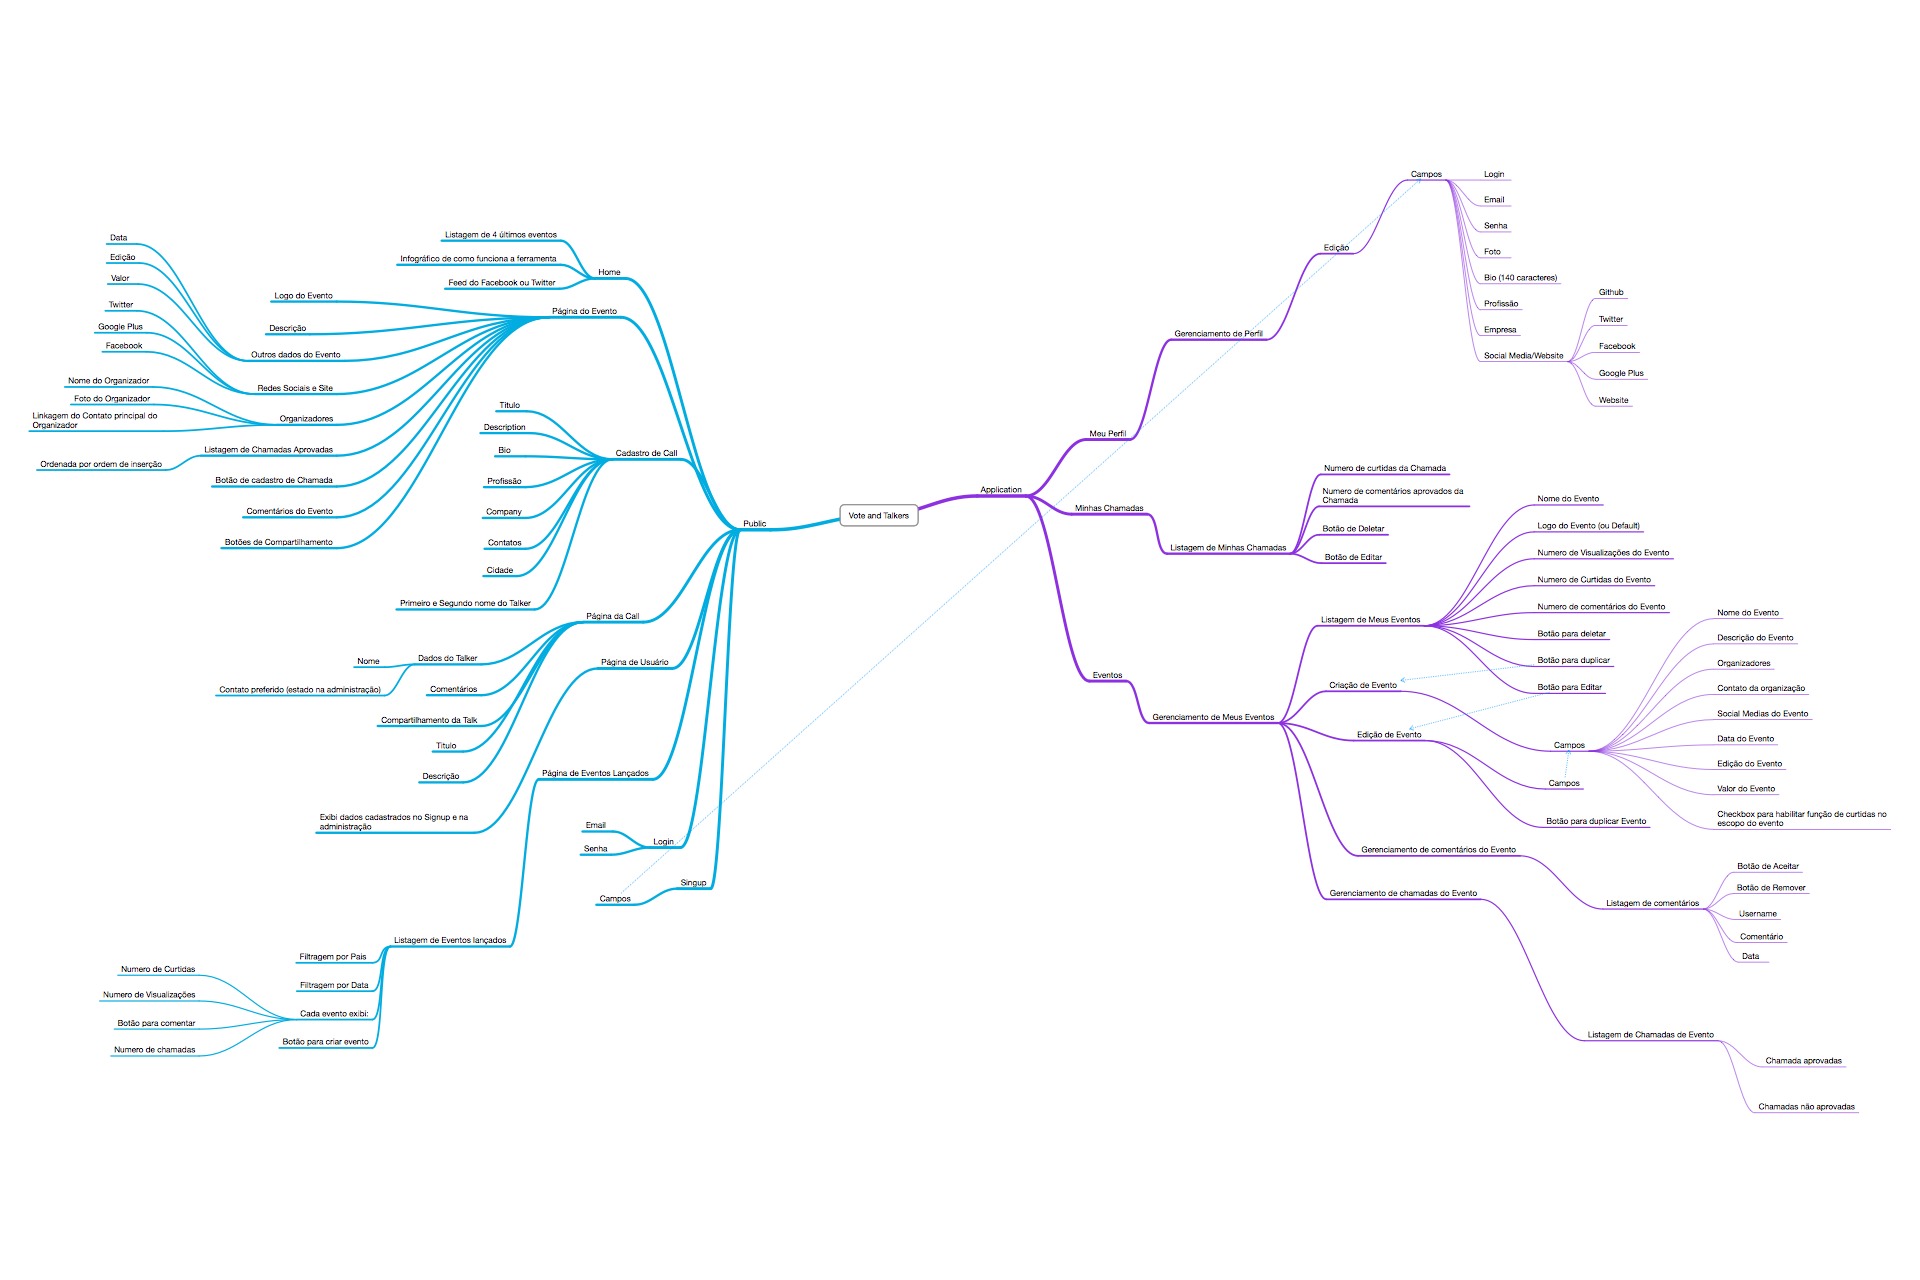 Vote and Talkers
Public
Home
Listagem de 4 últimos eventos
Infográfico de como funciona a ferramenta
Feed do Facebook ou Twitter
Página do Evento
Logo do Evento
Descrição
Outros dados do Evento
Data
Edição
Valor
Redes Sociais e Site
Twitter
Google Plus
Facebook
Organizadores
Nome do Organizador
Foto do Organizador
Linkagem do Contato principal do
Organizador
Listagem de Chamadas Aprovadas
Ordenada por ordem de inserção
Botão de cadastro de Chamada
Comentários do Evento
Botões de Compartilhamento
Cadastro de Call
Titulo
Description
Bio
Profissão
Company
Contatos
Cidade
Primeiro e Segundo nome do Talker
Página da Call
Dados do Talker
Nome
Contato preferido (estado na administração)
Comentários
Compartilhamento da Talk
Titulo
Descrição
Página de Usuário
Exibi dados cadastrados no Signup e na
administração
Página de Eventos Lançados
Listagem de Eventos lançados
Filtragem por Pais
Filtragem por Data
Cada evento exibi:
Numero de Curtidas
Numero de Visualizações
Botão para comentar
Numero de chamadas
Botão para criar evento
Login
Email
Senha
Singup
Campos
Application
Meu Perfil
Gerenciamento de Perfil
Edição
Campos
Login
Email
Senha
Foto
Bio (140 caracteres)
Profissão
Empresa
Social Media/Website
Github
Twitter
Facebook
Google Plus
Website
Minhas Chamadas
Listagem de Minhas Chamadas
Numero de curtidas da Chamada
Numero de comentários aprovados da
Chamada
Botão de Deletar
Botão de Editar
Eventos
Gerenciamento de Meus Eventos
Listagem de Meus Eventos
Nome do Evento
Logo do Evento (ou Default)
Numero de Visualizações do Evento
Numero de Curtidas do Evento
Numero de comentários do Evento
Botão para deletar
Botão para duplicar
Botão para Editar
Criação de Evento
Campos
Nome do Evento
Descrição do Evento
Organizadores
Contato da organização
Social Medias do Evento
Data do Evento
Edição do Evento
Valor do Evento
Checkbox para habilitar função de curtidas no
escopo do evento
Edição de Evento
Campos
Botão para duplicar Evento
Gerenciamento de comentários do Evento
Listagem de comentários
Botão de Aceitar
Botão de Remover
Username
Comentário
Data
Gerenciamento de chamadas do Evento
Listagem de Chamadas de Evento
Chamada aprovadas
Chamadas não aprovadas